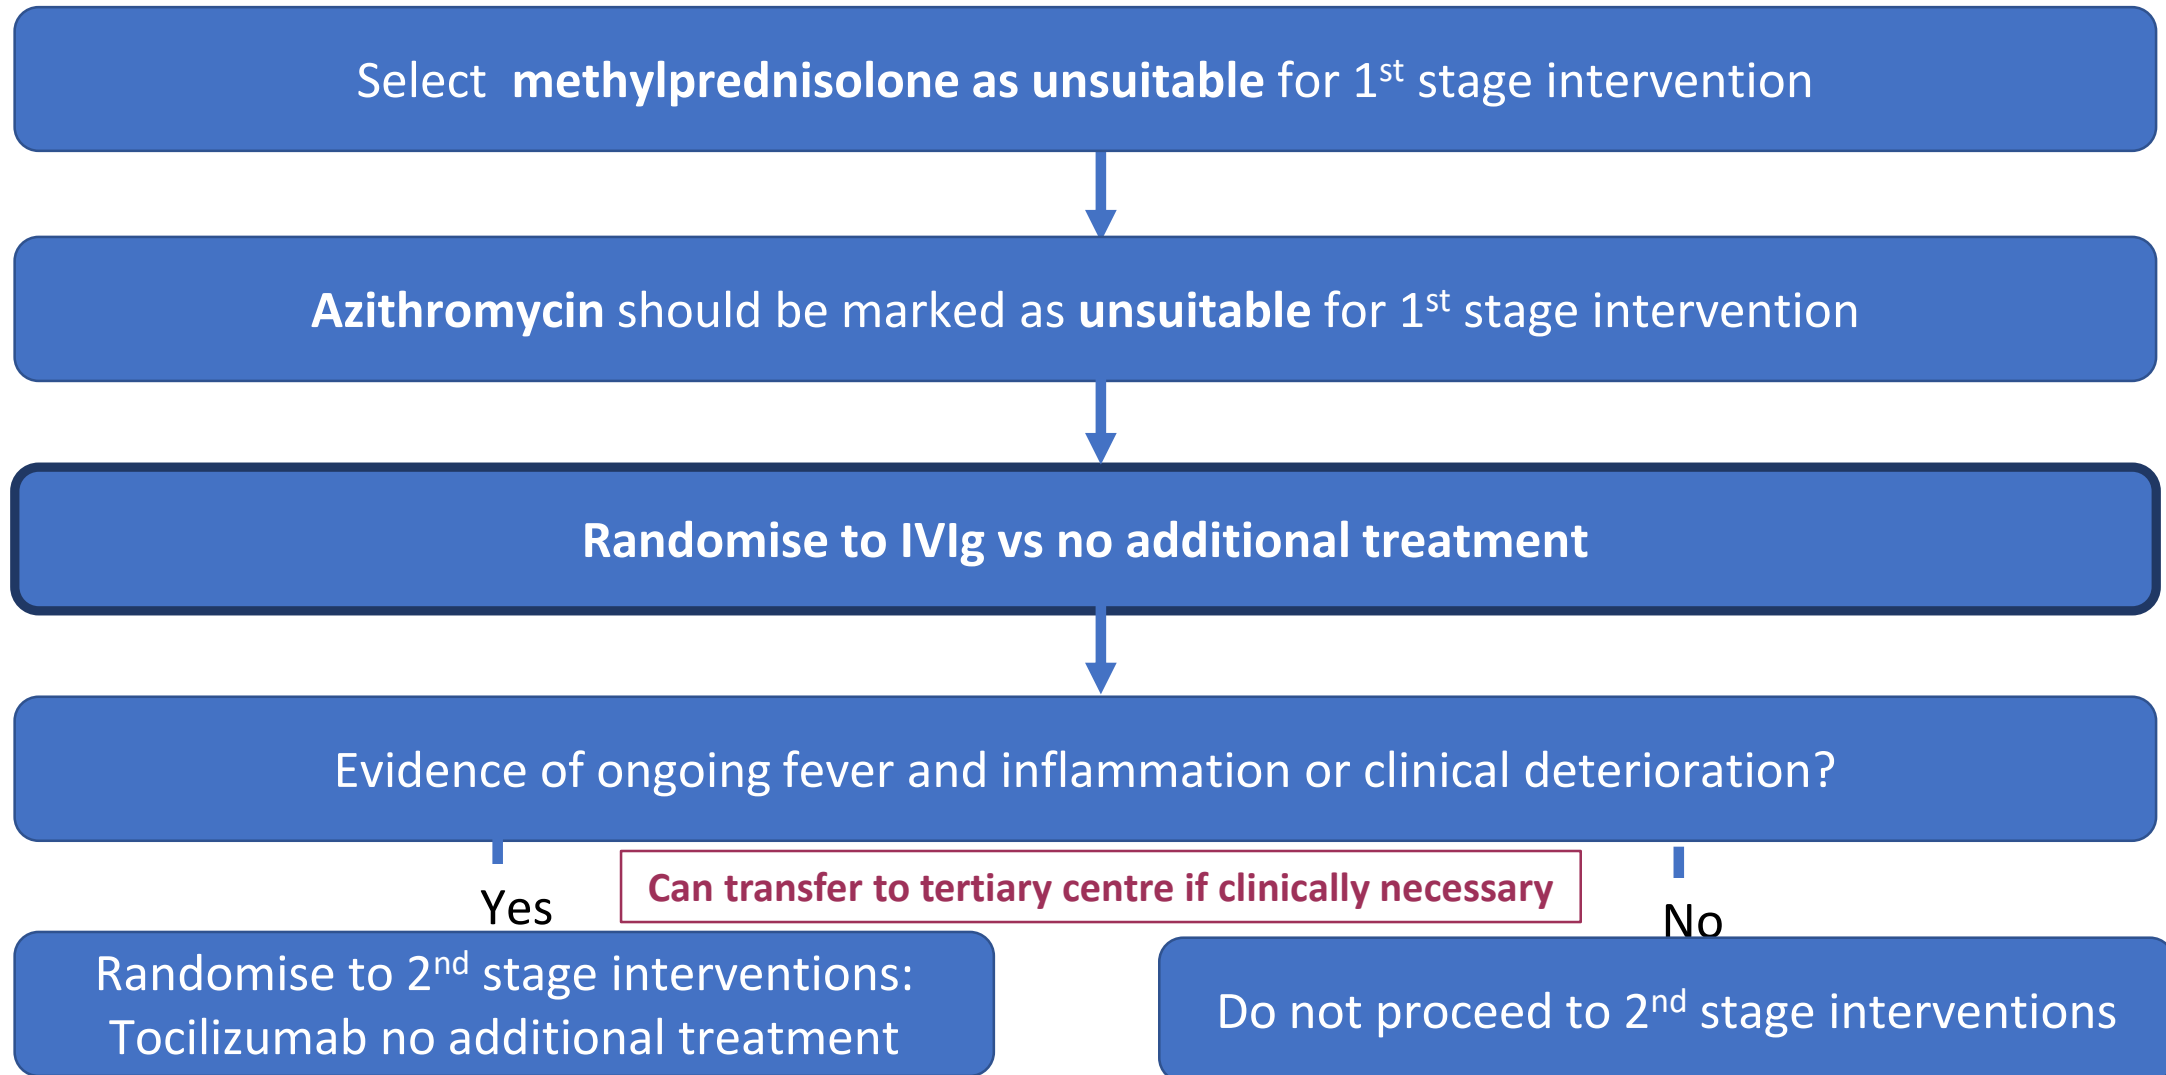 Select methylprednisolone as unsuitable for 1st stage intervention
Azithromycin should be marked as unsuitable for 1st stage intervention
Randomise to IVIg vs no additional treatment
Evidence of ongoing fever and inflammation or clinical deterioration?
Can transfer to tertiary centre if clinically necessary
Yes
No
Randomise to 2nd stage interventions:
Tocilizumab no additional treatment
Do not proceed to 2nd stage interventions